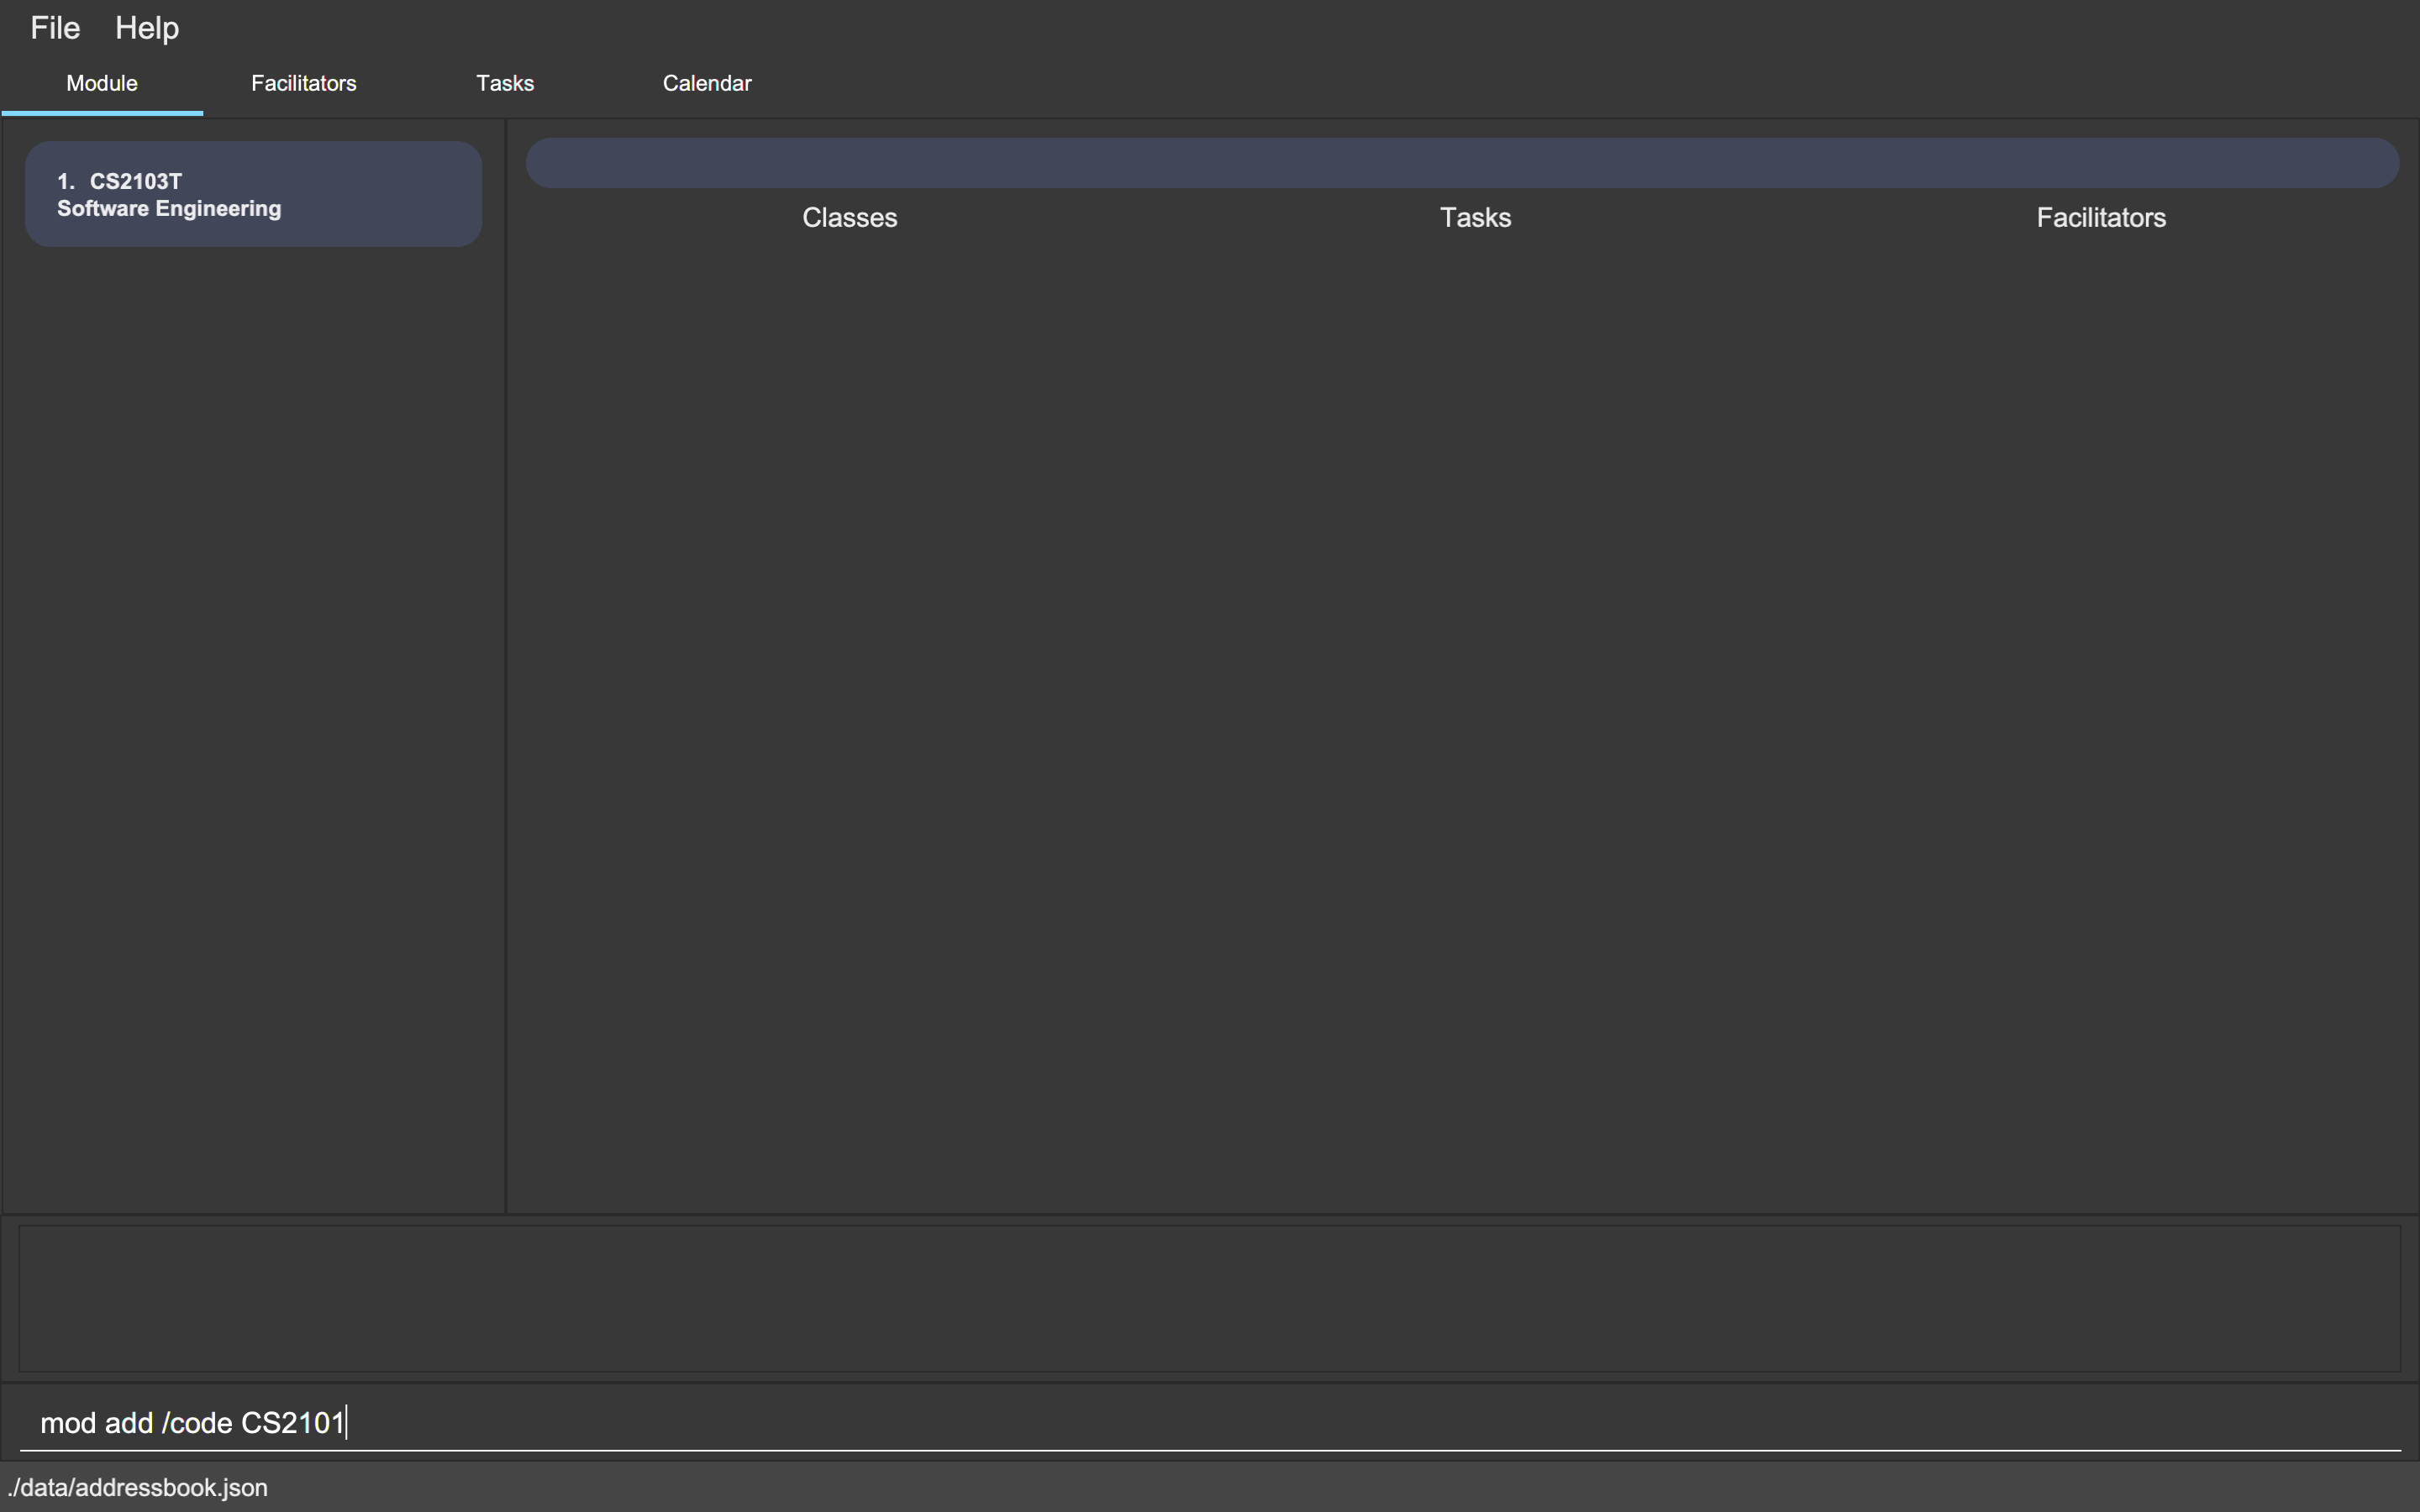 File Help
Module Facilitators Tasks Calendar
1. CS2103T
Software Engineering
Classes Tasks Facilitators
mod add /code CS2101
./data/addressbook.json